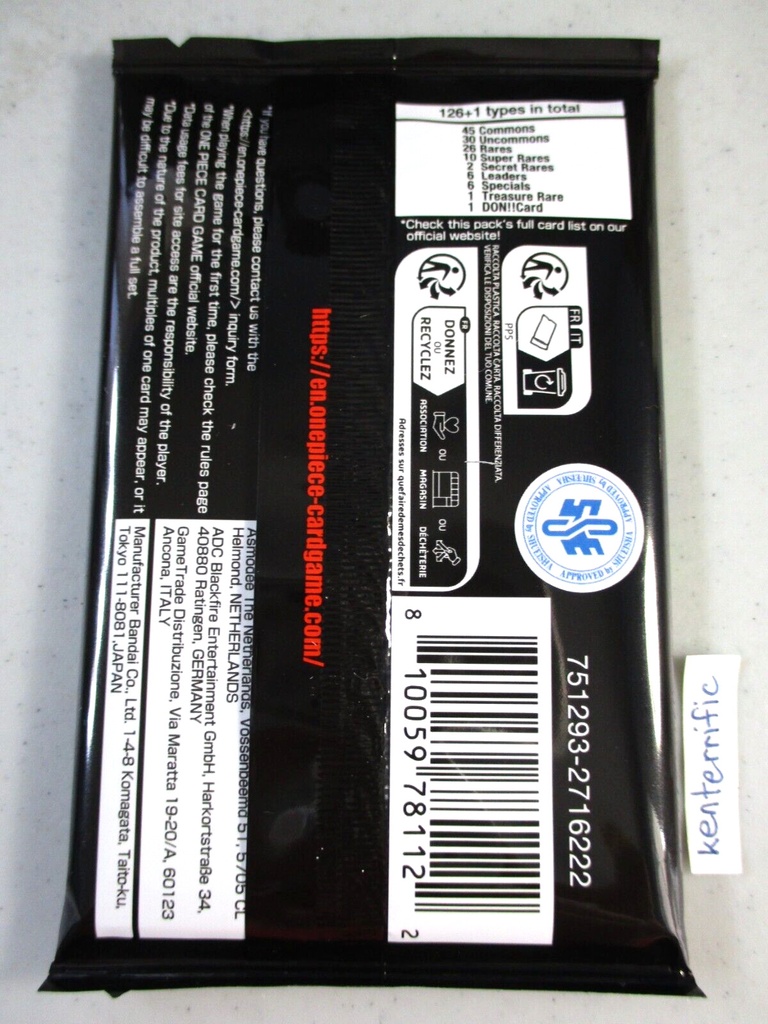 126+1 types in total
45 Commons
30 Uncommons
26 Rares
10 Super Rares
2 Secret Rares
6 Leaders
6 Specials
1 Treasure Rare
1 DON!!Card
*Check this pack's full card list on our
official website!
FR IT
PP5
RACCOLTA PLASTICA. RACCOLTA CARTA. RACCOLTA DIFFERENZIATA.
VERIFICA LE DISPOSIZIONI DEL TUO COMUNE.
FR
DONNEZ
OU
RECYCLEZ
ASSOCIATION
OU
MAGASIN
OU
DÉCHÈTERIE
Adresses sur quefairedemesdechets.fr
APPROVED by SHUEISHA
APPROVED by SHUEISHA
APPROVED by SHUEISHA
751293-2716222
8 10059 78112 2
https://en.onepiece-cardgame.com/
*If you have questions, please contact us with the
<https://en.onepiece-cardgame.com/> inquiry form.
*When playing the game for the first time, please check the rules page
of the ONE PIECE CARD GAME official website.
*Data usage fees for site access are the responsibility of the player.
*Due to the nature of the product, multiples of one card may appear, or it
may be difficult to assemble a full set.
Asmodee The Netherlands, Vossenbeemd 51, 5705 CL
Helmond, NETHERLANDS
ADC Blackfire Entertainment GmbH, Harkortstraße 34,
40880 Ratingen, GERMANY
GameTrade Distribuzione, Via Maratta 19-20/A, 60123
Ancona, ITALY
Manufacturer Bandai Co., Ltd. 1-4-8 Komagata, Taito-ku,
Tokyo 111-8081,JAPAN
kenterrific